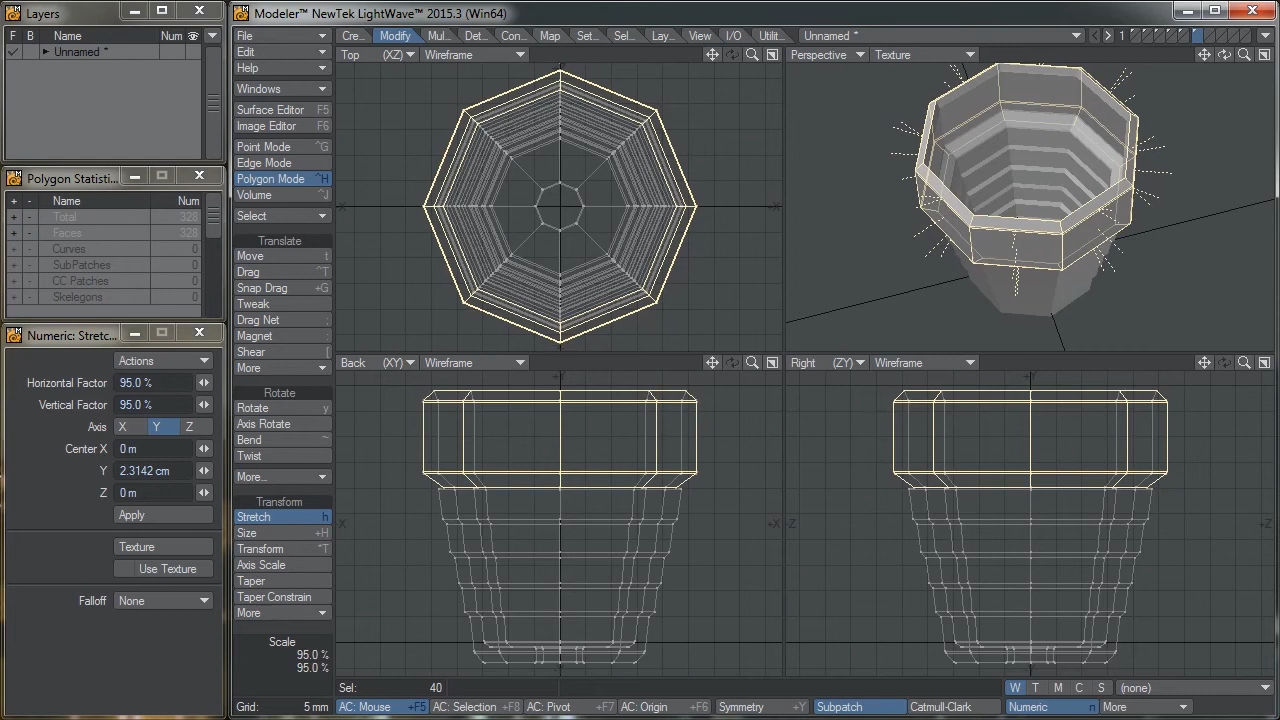 Layers
F B Name Num
Unnamed *
Polygon Statisti...
+ - Name Num
+ - Total 328
+ - Faces 328
+ - Curves 0
+ - SubPatches 0
+ - CC Patches 0
+ - Skelegons 0
Numeric: Stretc...
Actions
Horizontal Factor 95.0 %
Vertical Factor 95.0 %
Axis X Y Z
Center X 0 m
Y 2.3142 cm
Z 0 m
Apply
Texture
Use Texture
Falloff None
Modeler™ NewTek LightWave™ 2015.3 (Win64)
File
Edit
Help
Windows
Surface Editor F5
Image Editor F6
Point Mode ^G
Edge Mode
Polygon Mode ^H
Volume ^J
Select
Translate
Move t
Drag ^T
Snap Drag +G
Tweak
Drag Net ;
Magnet :
Shear [
More
Rotate
Rotate y
Axis Rotate
Bend ~
Twist
More...
Transform
Stretch h
Size +H
Transform *T
Axis Scale
Taper
Taper Constrain
More
Scale
95.0 %
95.0 %
Grid: 5 mm
Cre... Modify Mul... Det... Con... Map Set... Sel... Lay... View I/O Utilit... Unnamed * 1
Top (XZ) Wireframe
Perspective Texture
X +X
Back (XY) Wireframe
Right (ZY) Wireframe
+Y +Y
X +X Z +Z
Sel: 40
W T M C S (none)
AC: Mouse +F5 AC: Selection +F8 AC: Pivot +F7 AC: Origin +F6 Symmetry +Y Subpatch Catmull-Clark Numeric n More